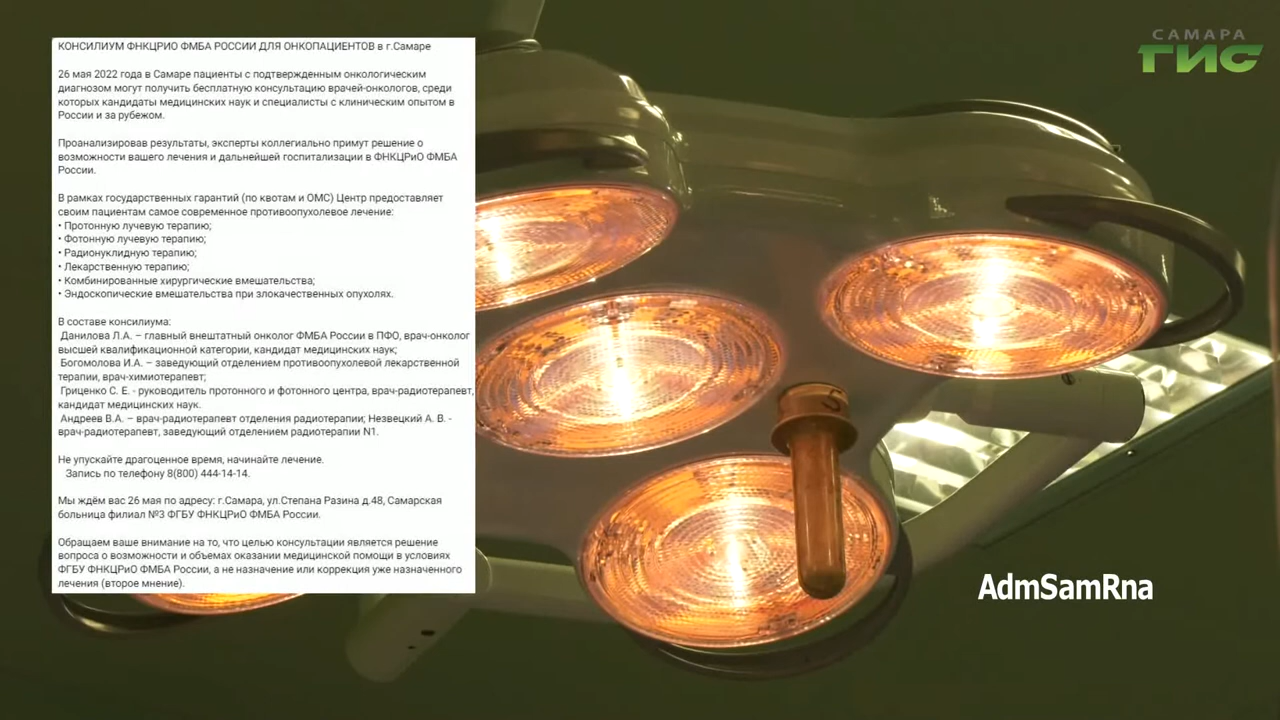 КОНСИЛИУМ ФНКЦРИО ФМБА РОССИИ ДЛЯ ОНКОПАЦИЕНТОВ в г.Самаре
26 мая 2022 года в Самаре пациенты с подтвержденным онкологическим
диагнозом могут получить бесплатную консультацию врачей-онкологов, среди
которых кандидаты медицинских наук и специалисты с клиническим опытом в
России и за рубежом.
Проанализировав результаты, эксперты коллегиально примут решение о
возможности вашего лечения и дальнейшей госпитализации в ФНКЦРиО ФМБА
России.
В рамках государственных гарантий (по квотам и ОМС) Центр предоставляет
своим пациентам самое современное противоопухолевое лечение:
• Протонную лучевую терапию;
• Фотонную лучевую терапию;
• Радионуклидную терапию;
• Лекарственную терапию;
• Комбинированные хирургические вмешательства;
• Эндоскопические вмешательства при злокачественных опухолях.
В составе консилиума:
Данилова Л.А. – главный внештатный онколог ФМБА России в ПФО, врач-онколог
высшей квалификационной категории, кандидат медицинских наук;
Богомолова И.А. – заведующий отделением противоопухолевой лекарственной
терапии, врач-химиотерапевт;
Гриценко С. Е. - руководитель протонного и фотонного центра, врач-радиотерапевт,
кандидат медицинских наук.
Андреев В.А. – врач-радиотерапевт отделения радиотерапии; Незвецкий А. В. -
врач-радиотерапевт, заведующий отделением радиотерапии N1.
Не упускайте драгоценное время, начинайте лечение.
Запись по телефону 8(800) 444-14-14.
Мы ждём вас 26 мая по адресу: г.Самара, ул.Степана Разина д.48, Самарская
больница филиал №3 ФГБУ ФНКЦРиО ФМБА России.
Обращаем ваше внимание на то, что целью консультации является решение
вопроса о возможности и объемах оказании медицинской помощи в условиях
ФГБУ ФНКЦРиО ФМБА России, а не назначение или коррекция уже назначенного
лечения (второе мнение).
САМАРА
ГИС
AdmSamRna